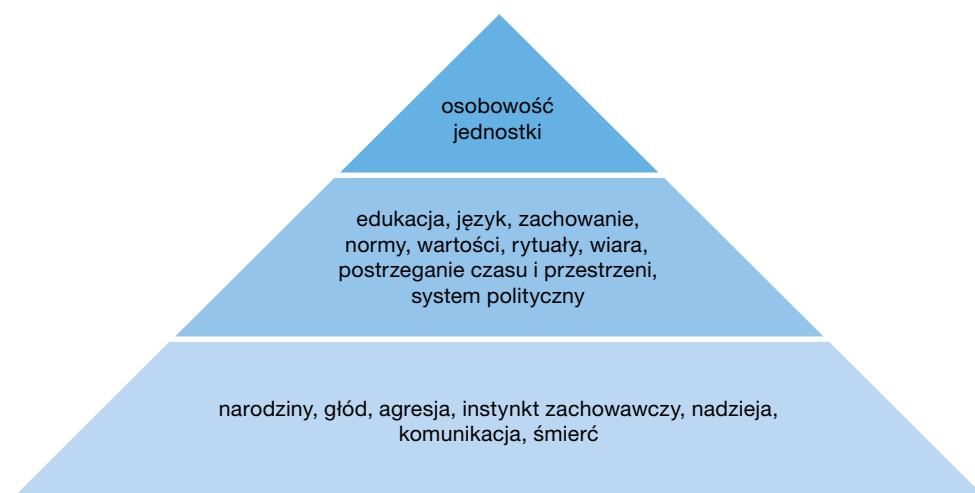 osobowość
jednostki
edukacja, język, zachowanie,
normy, wartości, rytuały, wiara,
postrzeganie czasu i przestrzeni,
system polityczny
narodziny, głód, agresja, instynkt zachowawczy, nadzieja,
komunikacja, śmierć